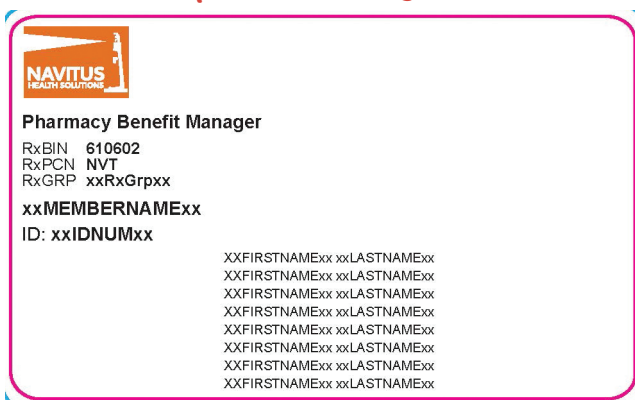 NAVITUS
HEALTH SOLUTIONS
Pharmacy Benefit Manager
RxBIN 610602
RxPCN NVT
RxGRP xxRxGrpxx
xxMEMBERNAMExx
ID: xxIDNUMxx
XXFIRSTNAMExx xxLASTNAMExx
XXFIRSTNAMExx xxLASTNAMExx
XXFIRSTNAMExx xxLASTNAMExx
XXFIRSTNAMExx xxLASTNAMExx
XXFIRSTNAMExx xxLASTNAMExx
XXFIRSTNAMExx xxLASTNAMExx
XXFIRSTNAMExx xxLASTNAMExx
XXFIRSTNAMExx xxLASTNAMExx